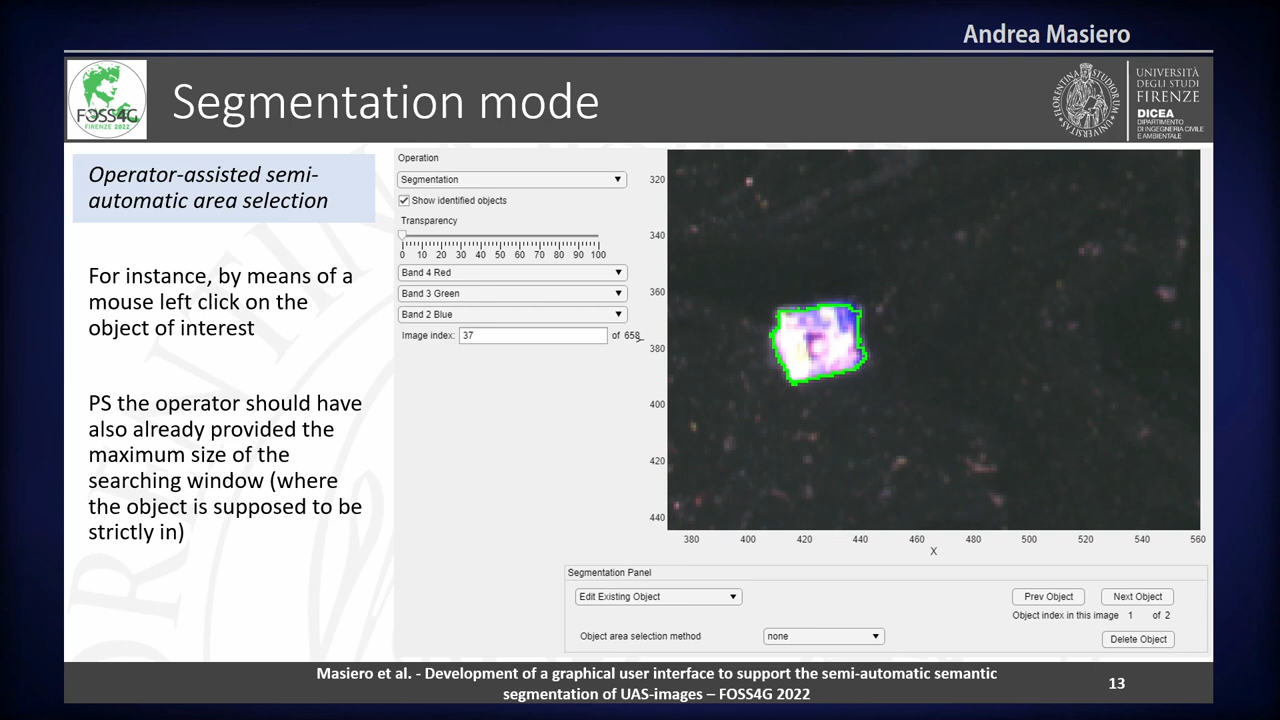 Andrea Masiero
FOSS4G
FIRENZE 2022
Segmentation mode
UNIVERSITÀ
DEGLI STUDI
FIRENZE
DICEA
DIPARTIMENTO
DI INGEGNERIA CIVILE
E AMBIENTALE
Operator-assisted semi-
automatic area selection
For instance, by means of a
mouse left click on the
object of interest
PS the operator should have
also already provided the
maximum size of the
searching window (where
the object is supposed to be
strictly in)
Operation
Segmentation
Show identified objects
Transparency
0 10 20 30 40 50 60 70 80 90 100
Band 4 Red
Band 3 Green
Band 2 Blue
Image index: 37 of 658
320
340
360
380
400
420
440
380 400 420 440 460 480 500 520 540 560
X
Segmentation Panel
Edit Existing Object
Prev Object Next Object
Object index in this image 1 of 2
Object area selection method none
Delete Object
Masiero et al. - Development of a graphical user interface to support the semi-automatic semantic
segmentation of UAS-images – FOSS4G 2022
13